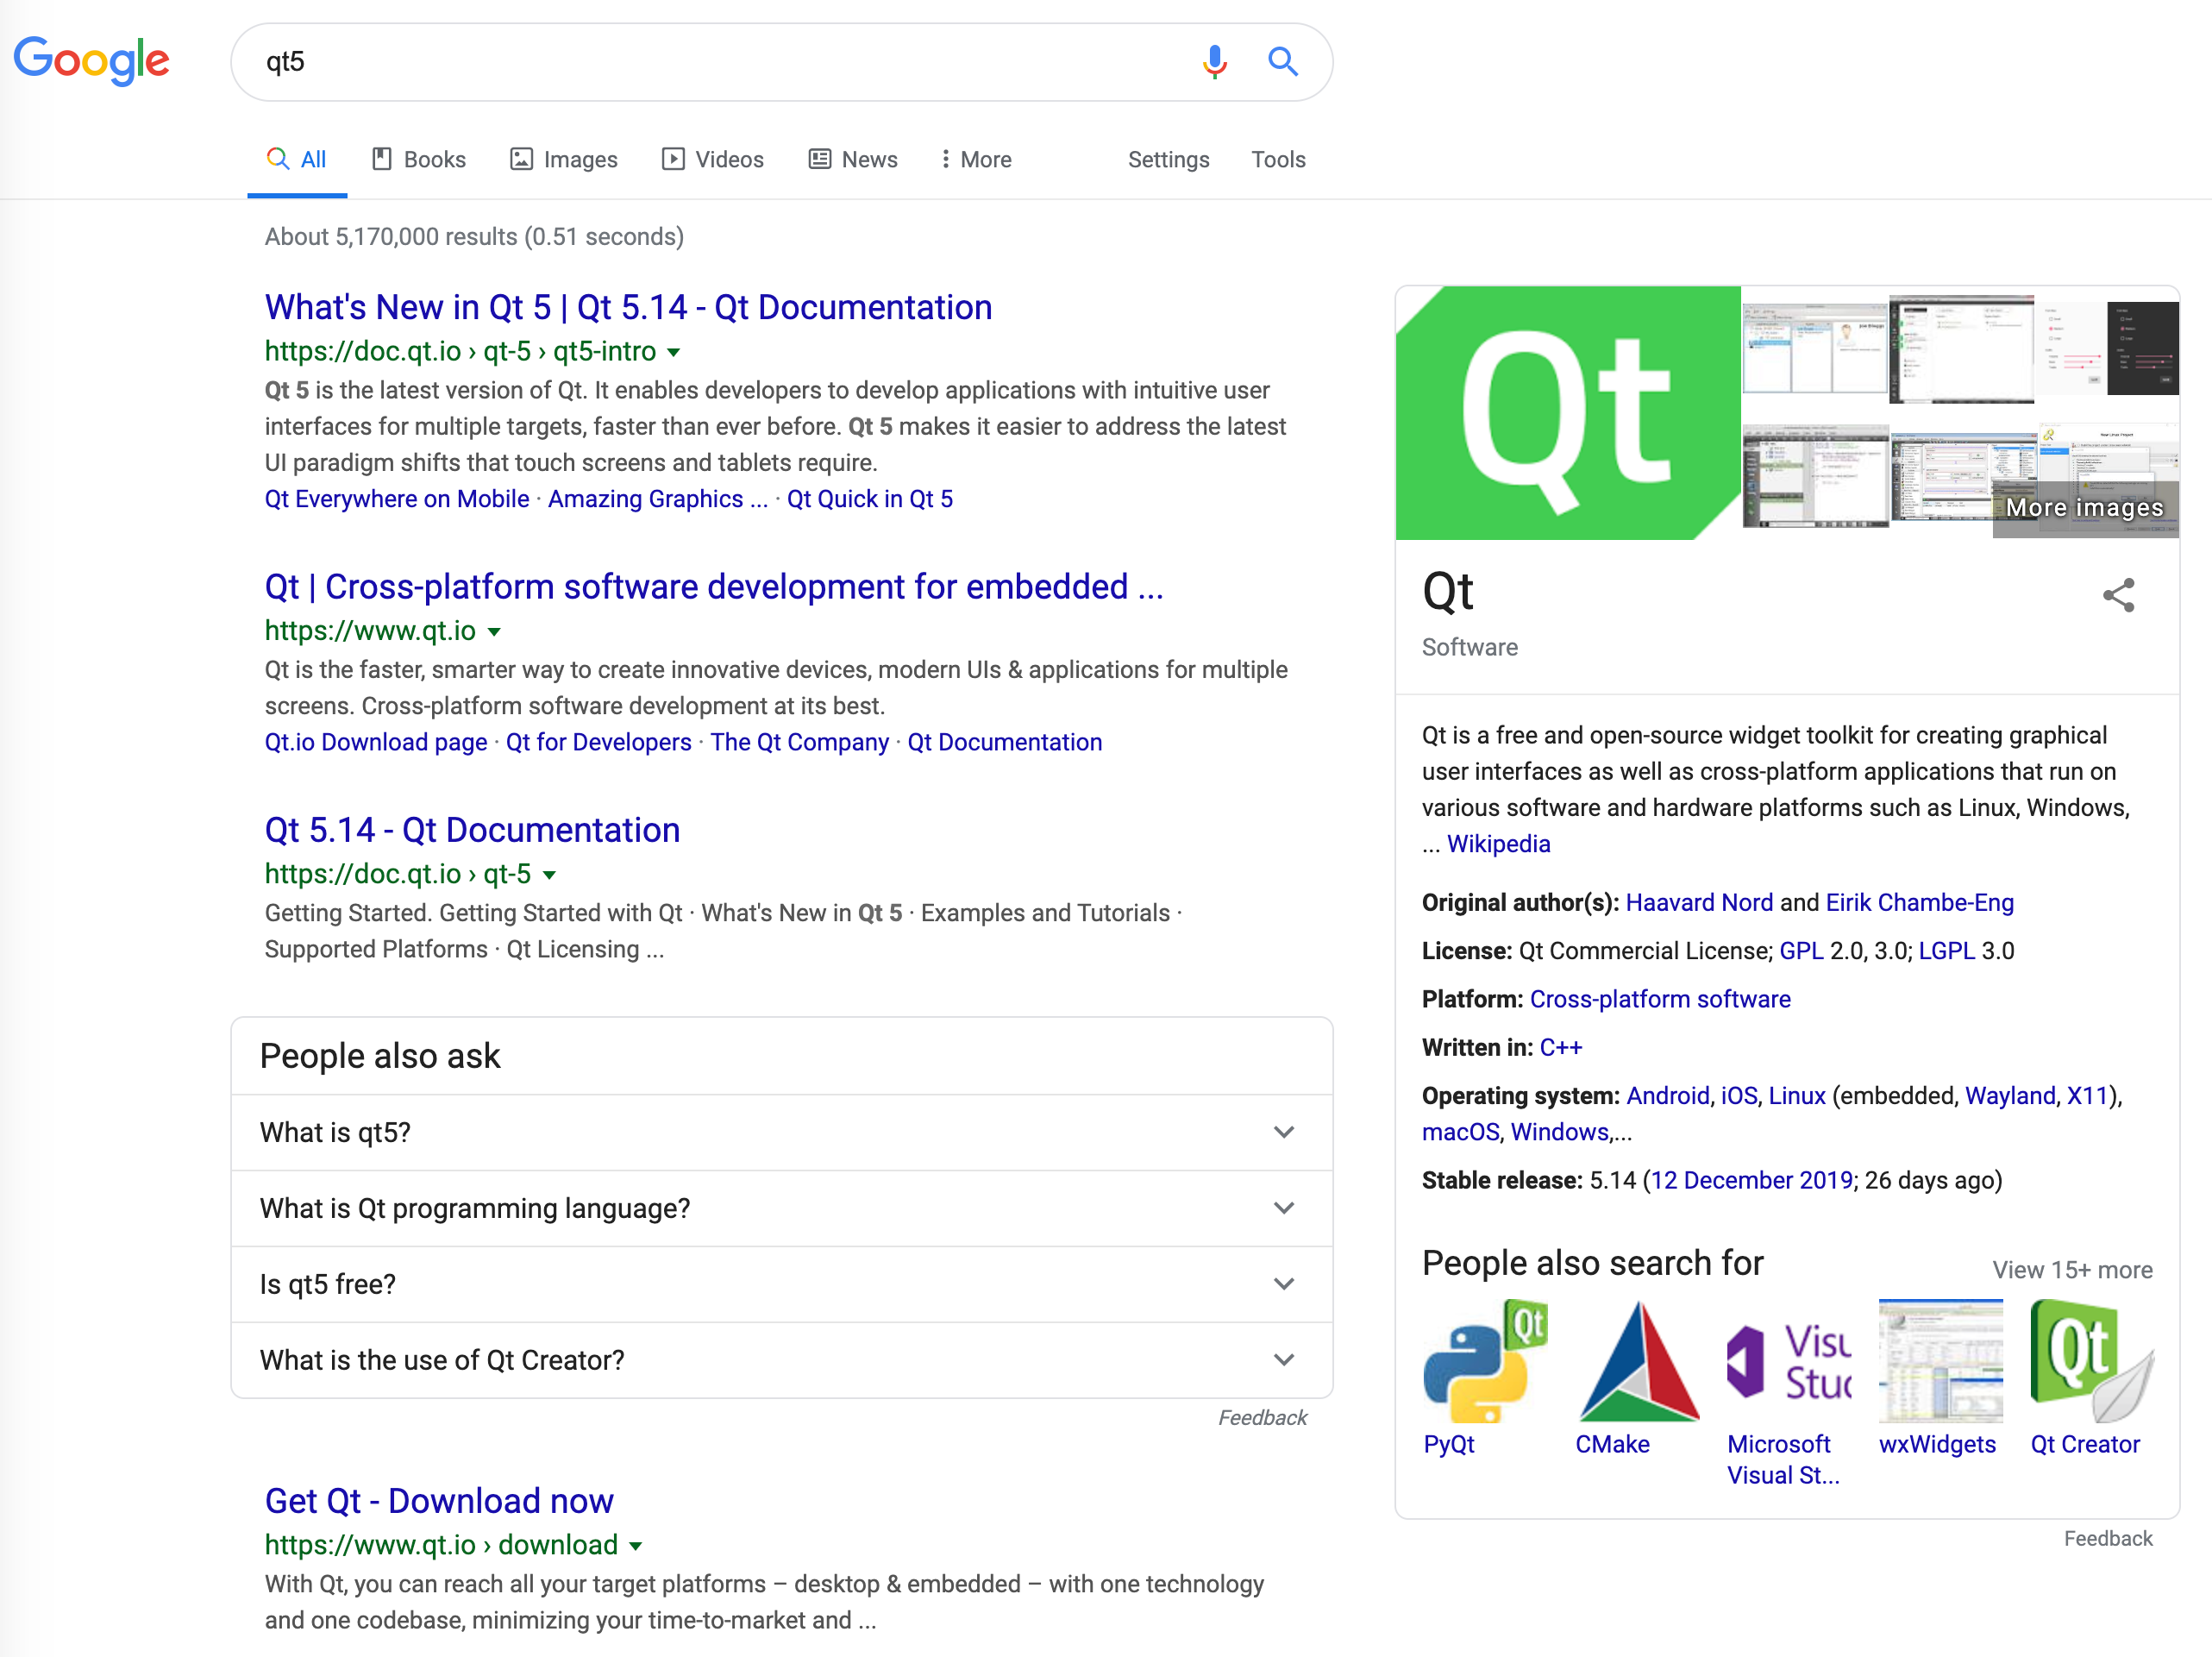 Google
qt5
All
Books
Images
Videos
News
More
Settings
Tools
About 5,170,000 results (0.51 seconds)
What's New in Qt 5 | Qt 5.14 - Qt Documentation
https://doc.qt.io › qt-5 › qt5-intro
Qt 5 is the latest version of Qt. It enables developers to develop applications with intuitive user
interfaces for multiple targets, faster than ever before. Qt 5 makes it easier to address the latest
UI paradigm shifts that touch screens and tablets require.
Qt Everywhere on Mobile · Amazing Graphics ... · Qt Quick in Qt 5
Qt | Cross-platform software development for embedded ...
https://www.qt.io
Qt is the faster, smarter way to create innovative devices, modern UIs & applications for multiple
screens. Cross-platform software development at its best.
Qt.io Download page · Qt for Developers · The Qt Company · Qt Documentation
Qt 5.14 - Qt Documentation
https://doc.qt.io › qt-5
Getting Started. Getting Started with Qt · What's New in Qt 5 · Examples and Tutorials ·
Supported Platforms · Qt Licensing ...
People also ask
What is qt5?
What is Qt programming language?
Is qt5 free?
What is the use of Qt Creator?
Feedback
Get Qt - Download now
https://www.qt.io › download
With Qt, you can reach all your target platforms – desktop & embedded – with one technology
and one codebase, minimizing your time-to-market and ...
Qt
More images
Qt
Software
Qt is a free and open-source widget toolkit for creating graphical
user interfaces as well as cross-platform applications that run on
various software and hardware platforms such as Linux, Windows,
... Wikipedia
Original author(s): Haavard Nord and Eirik Chambe-Eng
License: Qt Commercial License; GPL 2.0, 3.0; LGPL 3.0
Platform: Cross-platform software
Written in: C++
Operating system: Android, iOS, Linux (embedded, Wayland, X11),
macOS, Windows,...
Stable release: 5.14 (12 December 2019; 26 days ago)
People also search for
View 15+ more
Qt
Qt
PyQt
CMake
Microsoft
Visual St...
wxWidgets
Qt Creator
Feedback